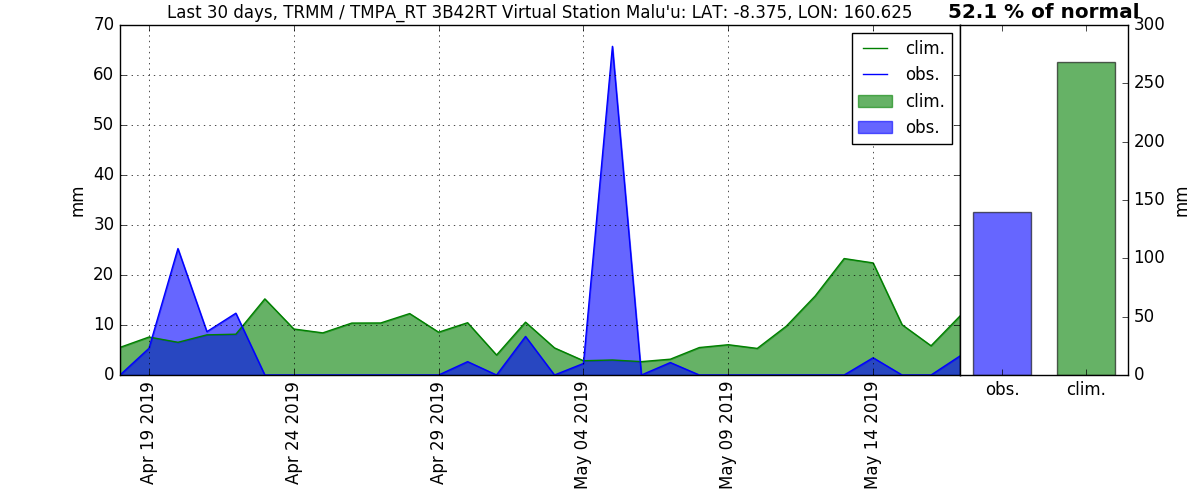 Last 30 days, TRMM / TMPA_RT 3B42RT Virtual Station Malu'u: LAT: -8.375, LON: 160.625
52.1 % of normal
70
60
50
40
30
20
10
0
mm
clim.
obs.
clim.
obs.
Apr 19 2019
Apr 24 2019
Apr 29 2019
May 04 2019
May 09 2019
May 14 2019
300
250
200
150
100
50
0
mm
obs.
clim.